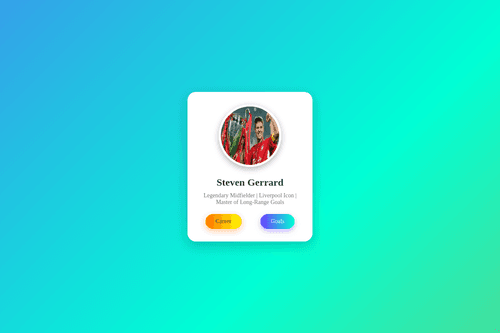 Steven Gerrard
Legendary Midfielder | Liverpool Icon |
Master of Long-Range Goals
Career
Goals